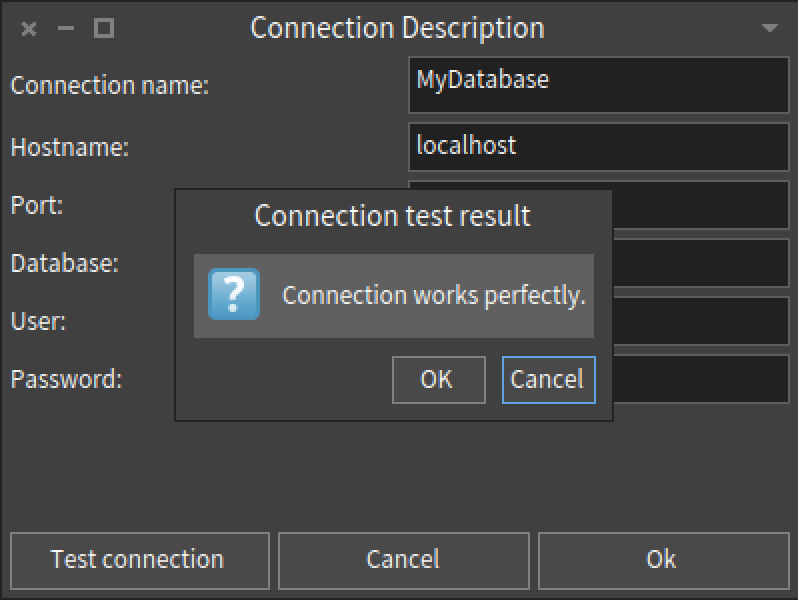 Connection Description
Connection name:
MyDatabase
Hostname:
localhost
Port:
Database:
User:
Password:
Connection test result
Connection works perfectly.
OK
Cancel
Test connection
Cancel
Ok